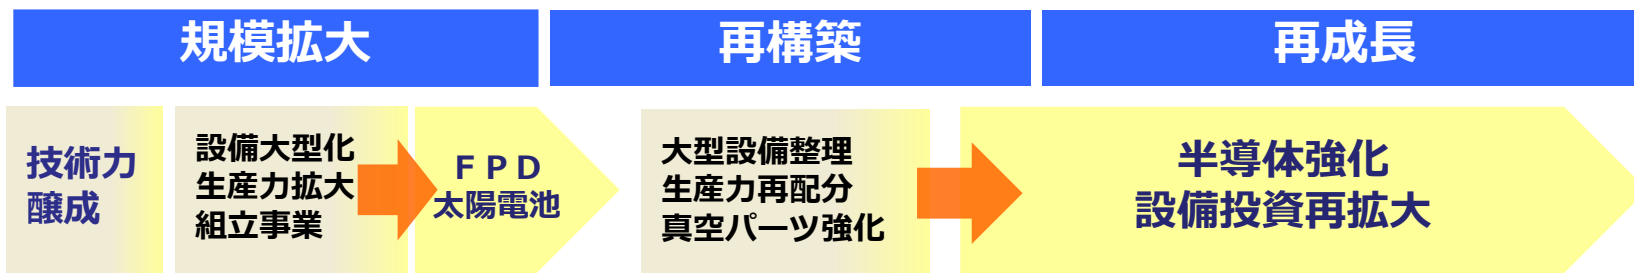 規模拡大
再構築
再成長
技術力
醸成
設備大型化
生産力拡大
組立事業
ＦＰＤ
太陽電池
大型設備整理
生産力再配分
真空パーツ強化
半導体強化
設備投資再拡大